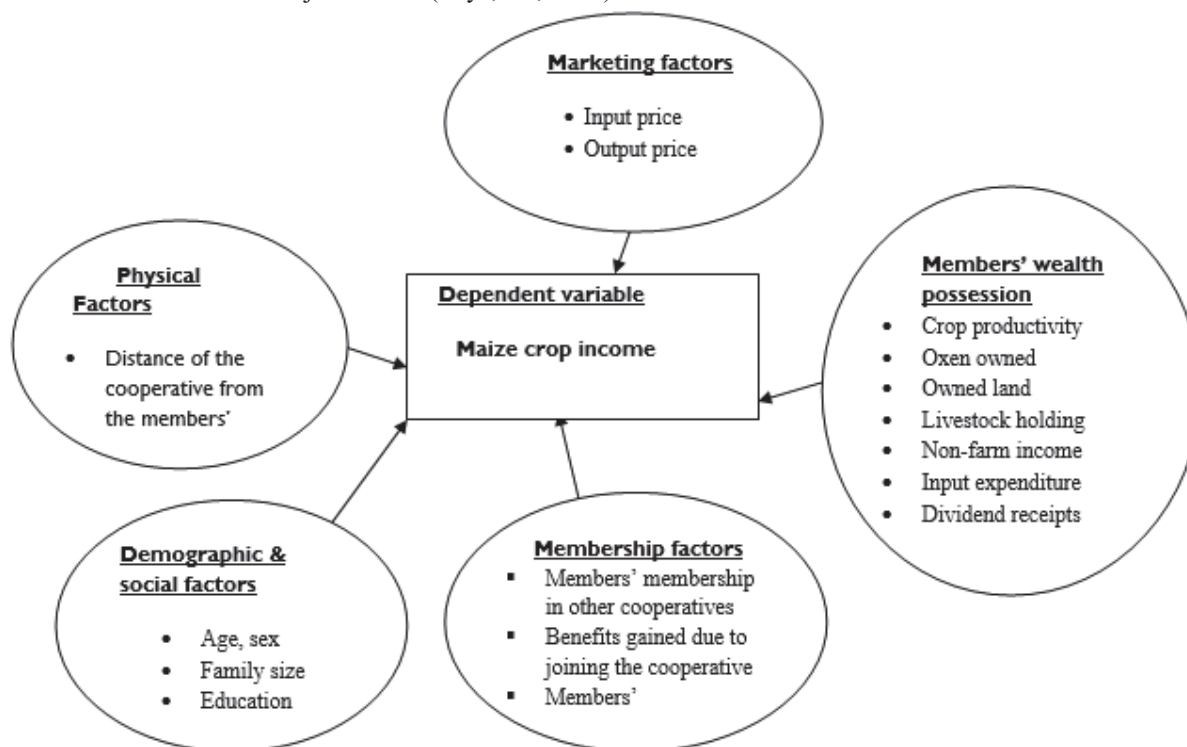 Marketing factors
• Input price
• Output price
Physical
Factors
• Distance of the
cooperative from
the members'
Dependent variable
Maize crop income
Members' wealth
possession
• Crop productivity
• Oxen owned
• Owned land
• Livestock holding
• Non-farm income
• Input expenditure
• Dividend receipts
Demographic &
social factors
• Age, sex
• Family size
• Education
Membership factors
▪ Members' membership
in other cooperatives
▪ Benefits gained due to
joining the cooperative
▪ Members'